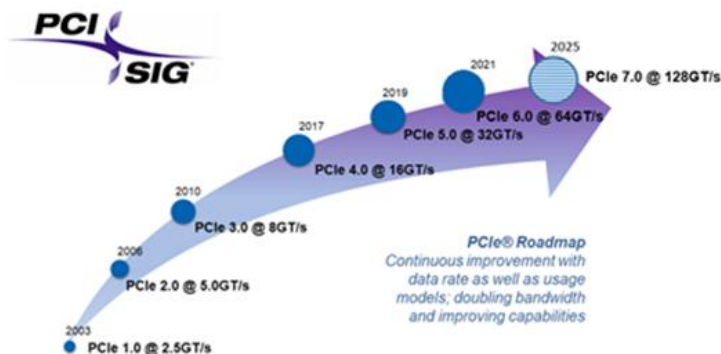 PCI
SIG®
2025
PCIe 7.0 @ 128GT/s
2021
PCIe 6.0 @ 64GT/s
2019
PCIe 5.0 @ 32GT/s
2017
PCIe 4.0 @ 16GT/s
2010
PCIe 3.0 @ 8GT/s
2006
PCIe 2.0 @ 5.0GT/s
2003
PCIe 1.0 @ 2.5GT/s
PCIe® Roadmap
Continuous improvement with
data rate as well as usage
models; doubling bandwidth
and improving capabilities